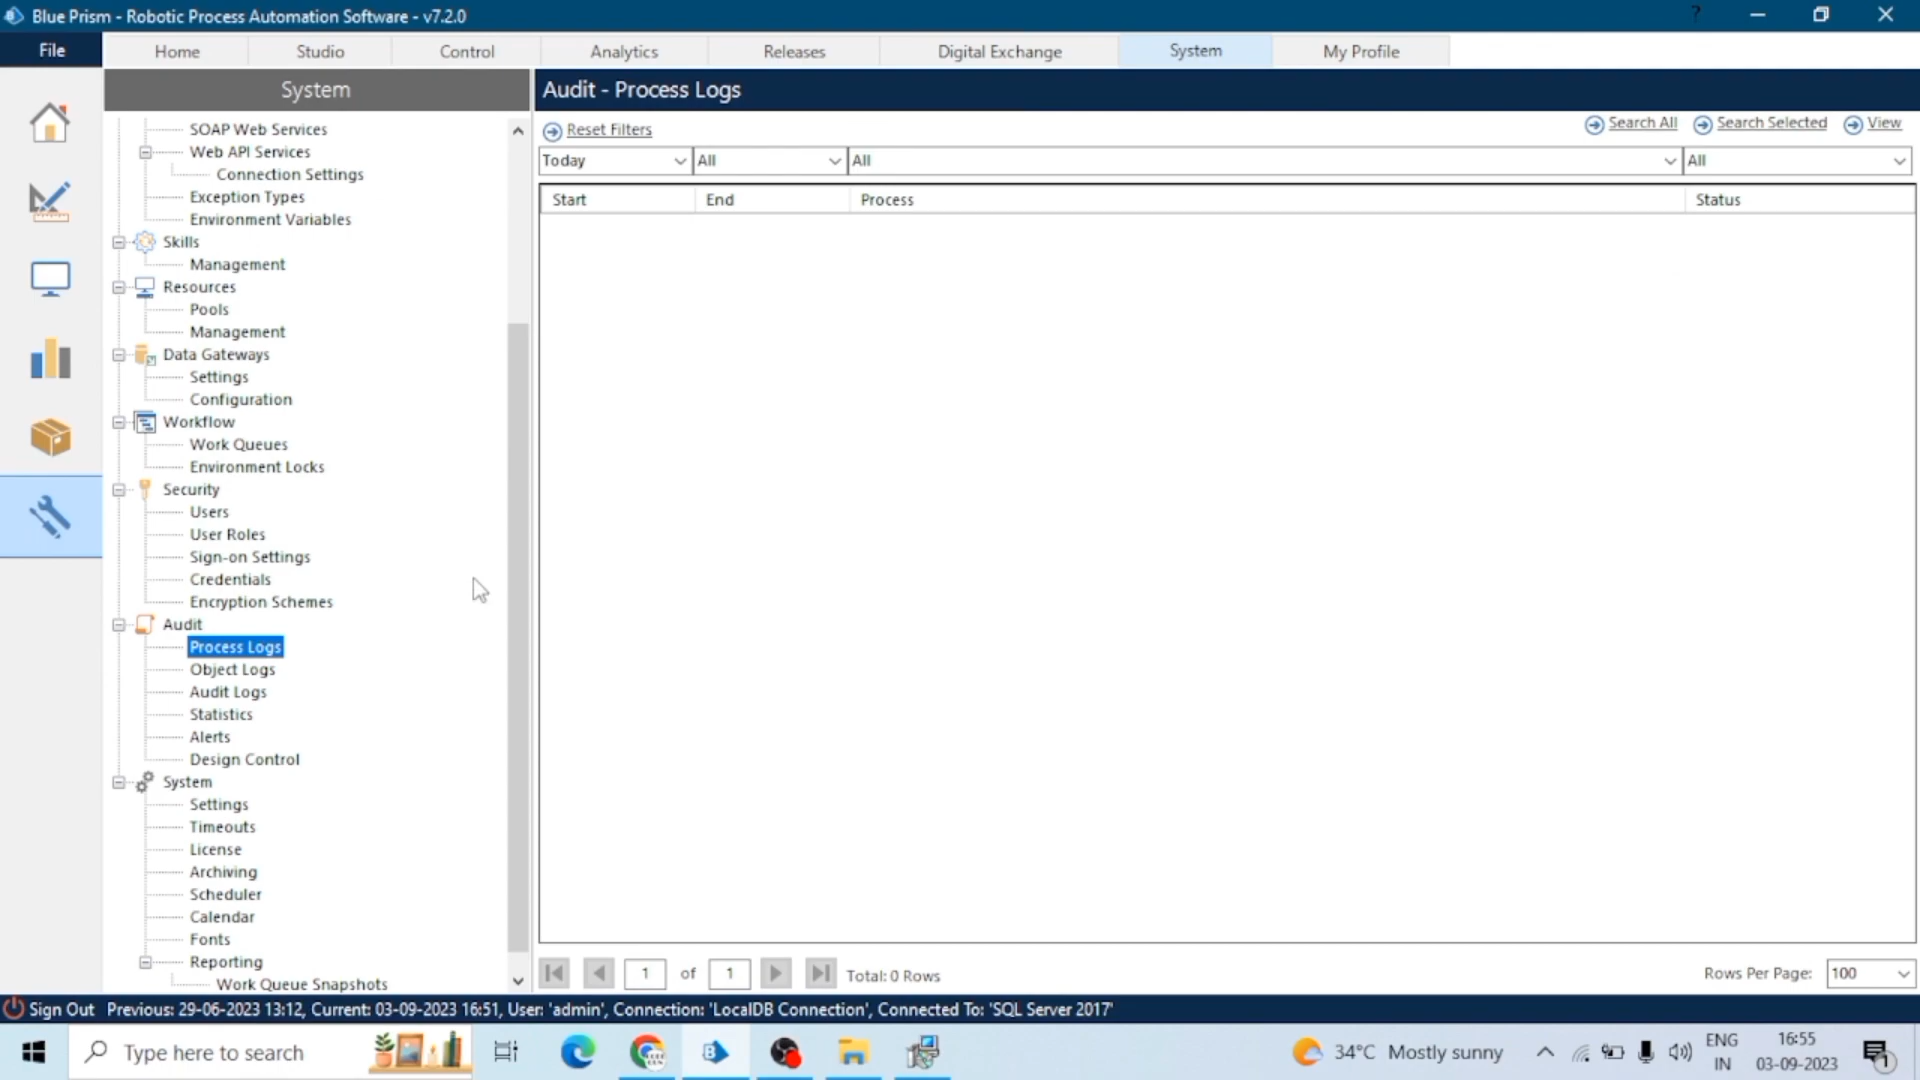 Blue Prism - Robotic Process Automation Software - v7.2.0
?
File
Home
Studio
Control
Analytics
Releases
Digital Exchange
System
My Profile
System
SOAP Web Services
Web API Services
Connection Settings
Exception Types
Environment Variables
Skills
Management
Resources
Pools
Management
Data Gateways
Settings
Configuration
Workflow
Work Queues
Environment Locks
Security
Users
User Roles
Sign-on Settings
Credentials
Encryption Schemes
Audit
Process Logs
Object Logs
Audit Logs
Statistics
Alerts
Design Control
System
Settings
Timeouts
License
Archiving
Scheduler
Calendar
Fonts
Reporting
Work Queue Snapshots
Audit - Process Logs
Reset Filters
Search All
Search Selected
View
Today
All
All
All
Start
End
Process
Status
1 of 1
Total: 0 Rows
Rows Per Page: 100
Sign Out
Previous: 29-06-2023 13:12, Current: 03-09-2023 16:51, User: 'admin', Connection: 'LocalDB Connection', Connected To: 'SQL Server 2017'
Type here to search
34°C Mostly sunny
ENG
IN
16:55
03-09-2023
1